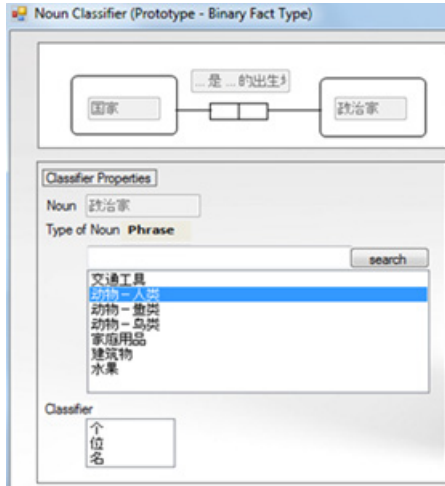 Noun Classifier (Prototype - Binary Fact Type)
... 是 ... 的出生
国家
政治家
Classifier Properties
Noun 政治家
Type of Noun Phrase
search
交通工具
动物－人类
动物－鱼类
动物－鸟类
家庭用品
建筑物
水果
Classifier
个
位
名